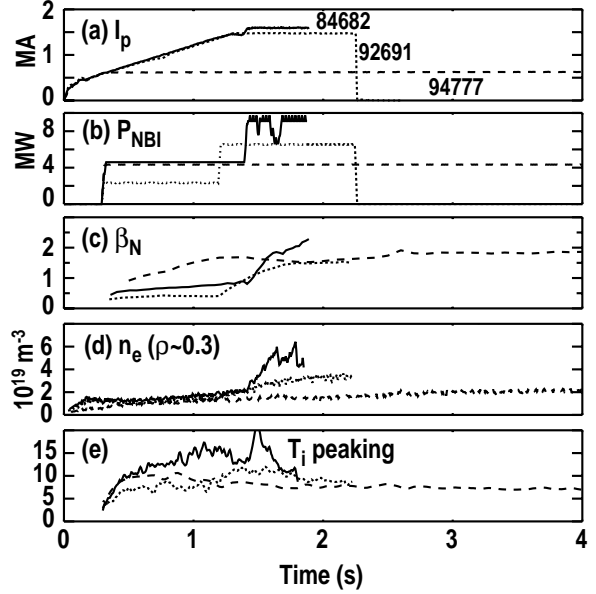 2
(a) I_p
84682
MA
1
92691
94777
0
8
(b) P_NBI
MW
4
0
3
(c) β_N
2
1
0
6
(d) n_e (ρ~0.3)
10^19 m^-3
4
2
0
(e)
T_i peaking
15
10
5
0
0
1
2
3
4
Time (s)